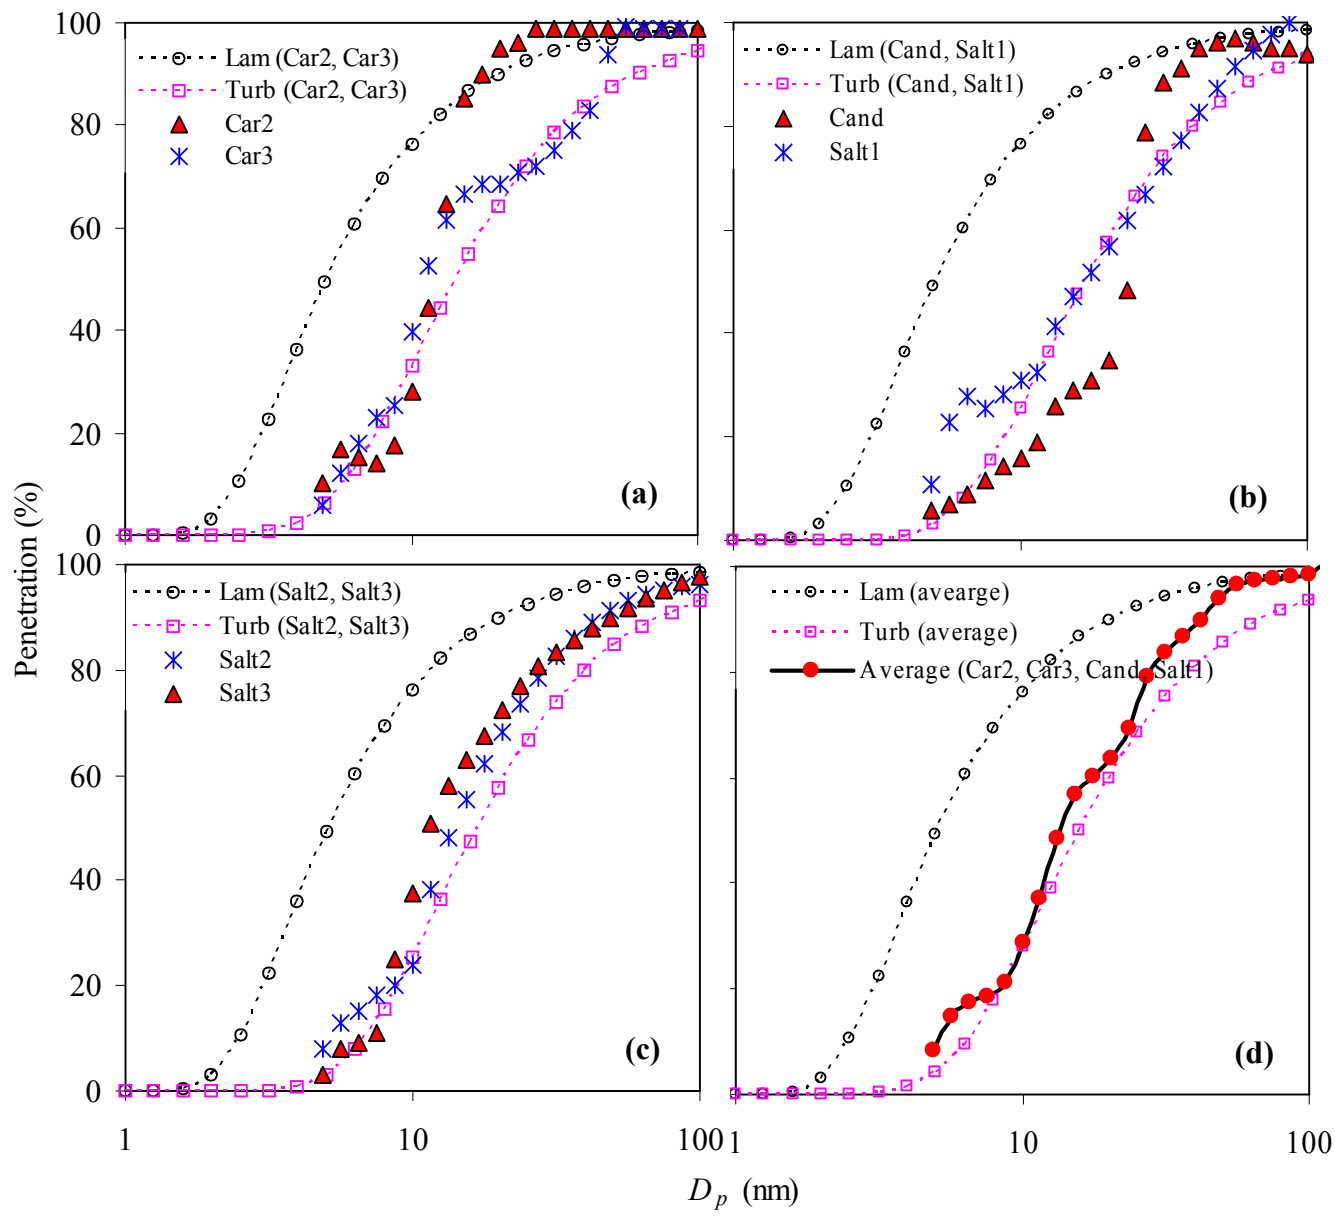 Penetration (%)
100
80
60
40
20
0
Lam (Car2, Car3)
Turb (Car2, Car3)
Car2
Car3
(a)
Lam (Cand, Salt1)
Turb (Cand, Salt1)
Cand
Salt1
(b)
100
80
60
40
20
0
Lam (Salt2, Salt3)
Turb (Salt2, Salt3)
Salt2
Salt3
(c)
1
10
100
Lam (avearge)
Turb (average)
Average (Car2, Car3, Cand, Salt1)
(d)
1
10
100
Dp (nm)